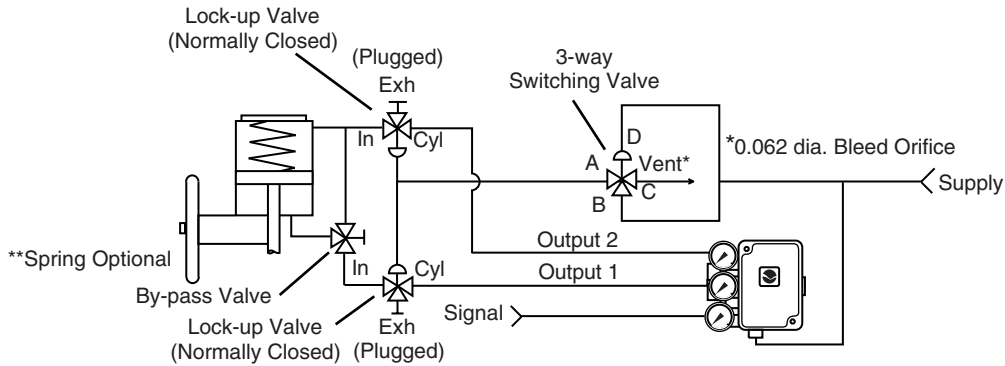 Lock-up Valve
(Normally Closed)
(Plugged)
Exh
3-way
Switching Valve
In
Cyl
D
A
Vent*
*0.062 dia. Bleed Orifice
B
C
Supply
**Spring Optional
In
Cyl
Output 2
Output 1
By-pass Valve
Lock-up Valve
(Normally Closed)
Exh
(Plugged)
Signal